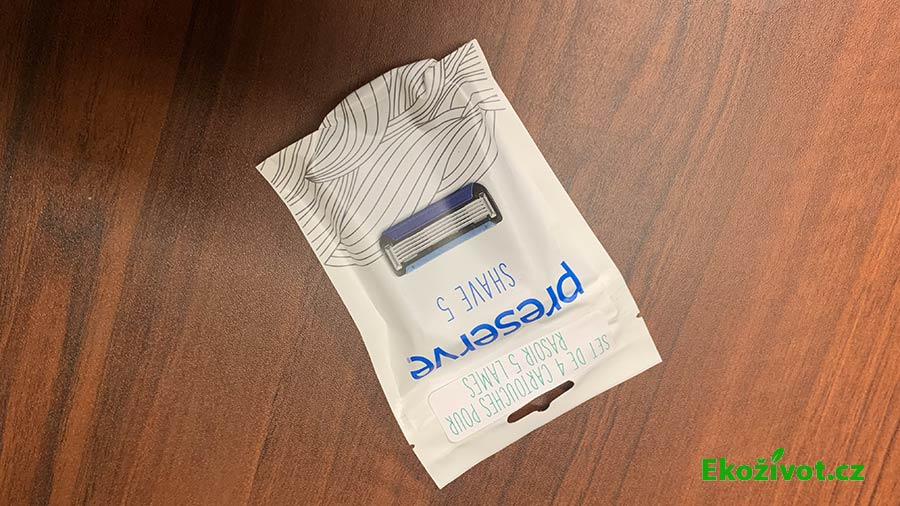 SET DE 4 CARTOUCHES POUR
RASOIR 5 LAMES
preserve
SHAVE 5
Ekoživot.cz